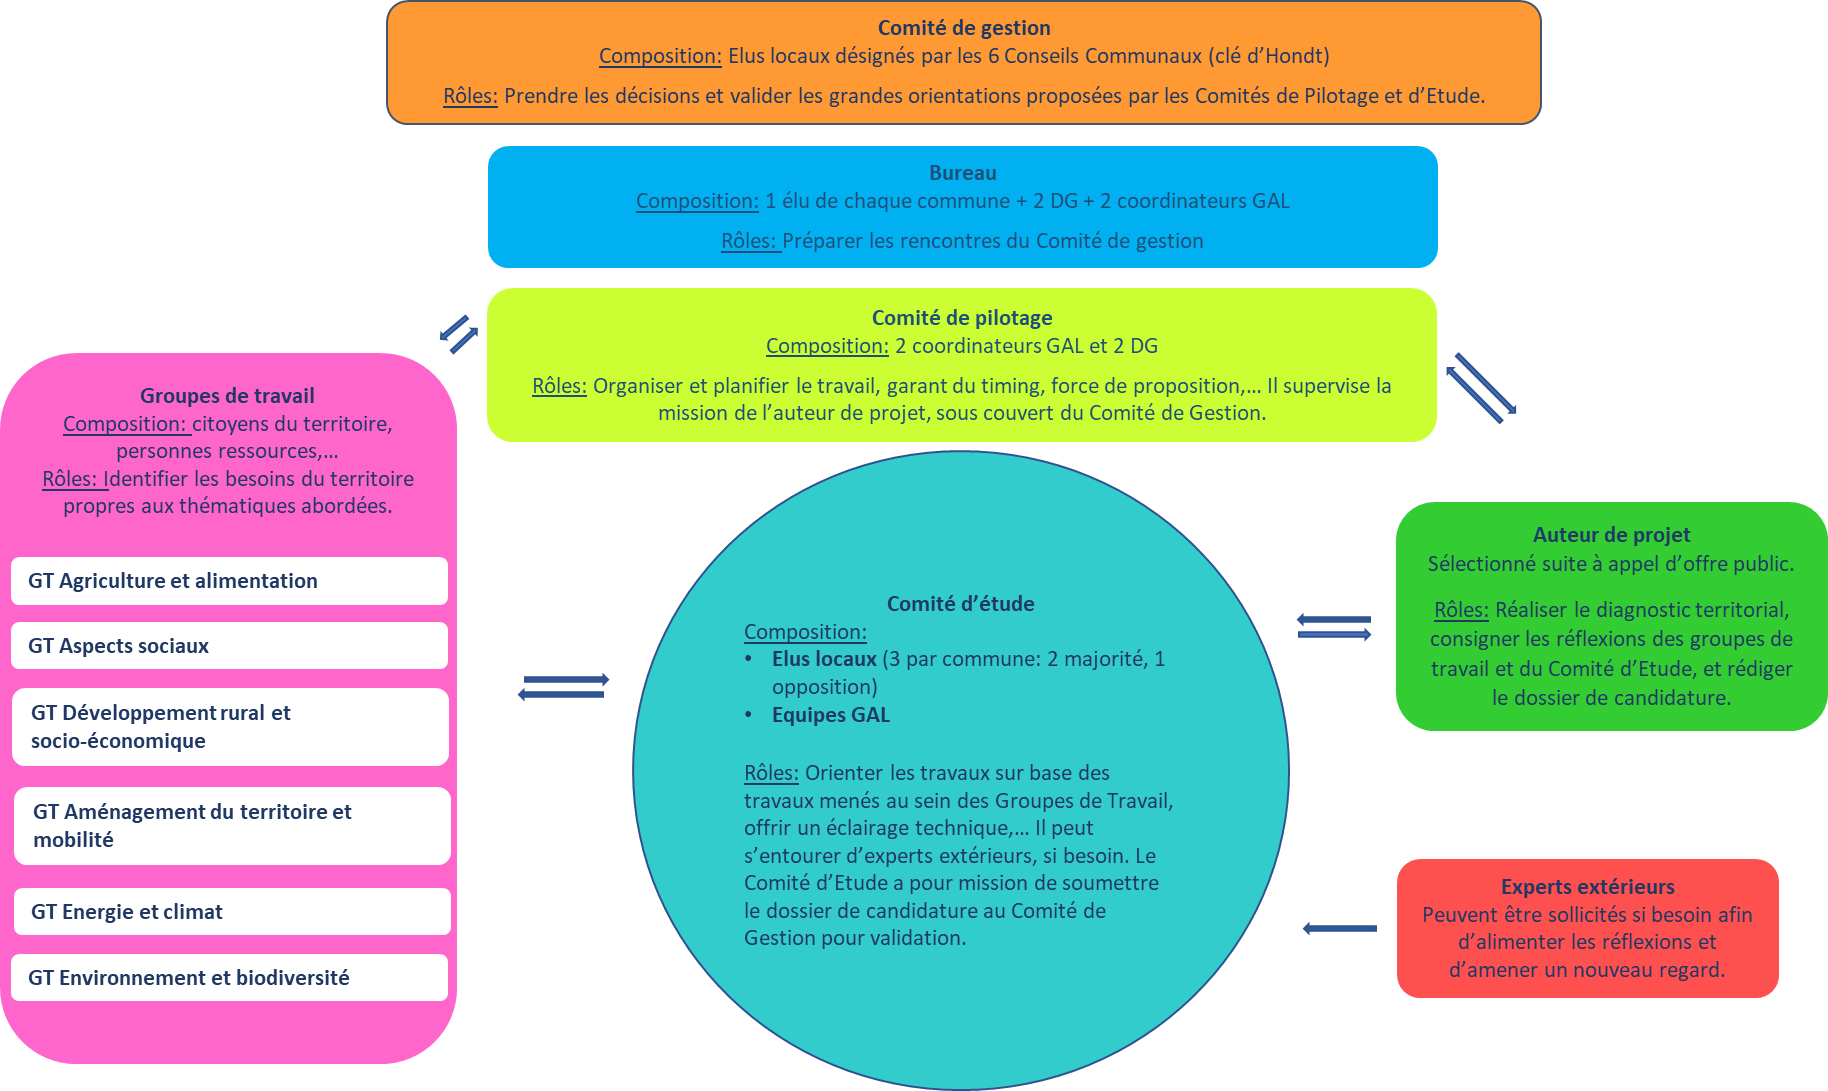 Comité de gestion
Composition: Elus locaux désignés par les 6 Conseils Communaux (clé d’Hondt)
Rôles: Prendre les décisions et valider les grandes orientations proposées par les Comités de Pilotage et d’Etude.
Bureau
Composition: 1 élu de chaque commune + 2 DG + 2 coordinateurs GAL
Rôles: Préparer les rencontres du Comité de gestion
Comité de pilotage
Composition: 2 coordinateurs GAL et 2 DG
Rôles: Organiser et planifier le travail, garant du timing, force de proposition,… Il supervise la
mission de l’auteur de projet, sous couvert du Comité de Gestion.
Groupes de travail
Composition: citoyens du territoire,
personnes ressources,…
Rôles: Identifier les besoins du territoire
propres aux thématiques abordées.
GT Agriculture et alimentation
GT Aspects sociaux
GT Développement rural et
socio-économique
GT Aménagement du territoire et
mobilité
GT Energie et climat
GT Environnement et biodiversité
Comité d’étude
Composition:
• Elus locaux (3 par commune: 2 majorité, 1
opposition)
• Equipes GAL
Rôles: Orienter les travaux sur base des
travaux menés au sein des Groupes de Travail,
offrir un éclairage technique,… Il peut
s’entourer d’experts extérieurs, si besoin. Le
Comité d’Etude a pour mission de soumettre
le dossier de candidature au Comité de
Gestion pour validation.
Auteur de projet
Sélectionné suite à appel d’offre public.
Rôles: Réaliser le diagnostic territorial,
consigner les réflexions des groupes de
travail et du Comité d’Etude, et rédiger
le dossier de candidature.
Experts extérieurs
Peuvent être sollicités si besoin afin
d’alimenter les réflexions et
d’amener un nouveau regard.